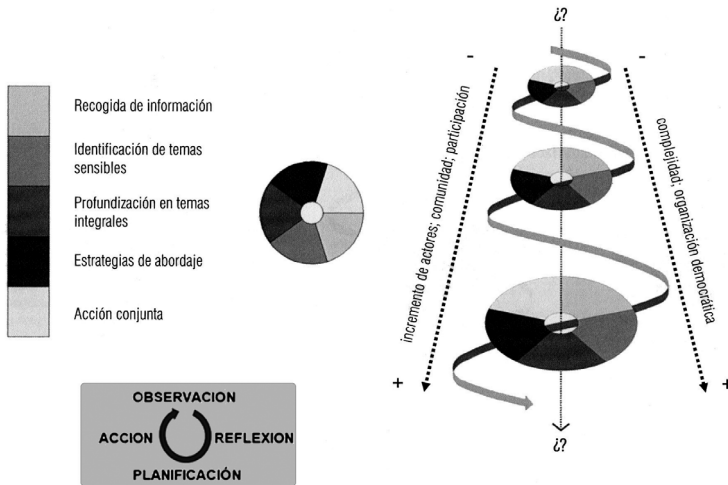 Recogida de información
Identificación de temas
sensibles
Profundización en temas
integrales
Estrategias de abordaje
Acción conjunta
OBSERVACION
ACCION
REFLEXION
PLANIFICACIÓN
¿?
-
-
incremento de actores; comunidad; participación
complejidad; organización democrática
+
+
¿?